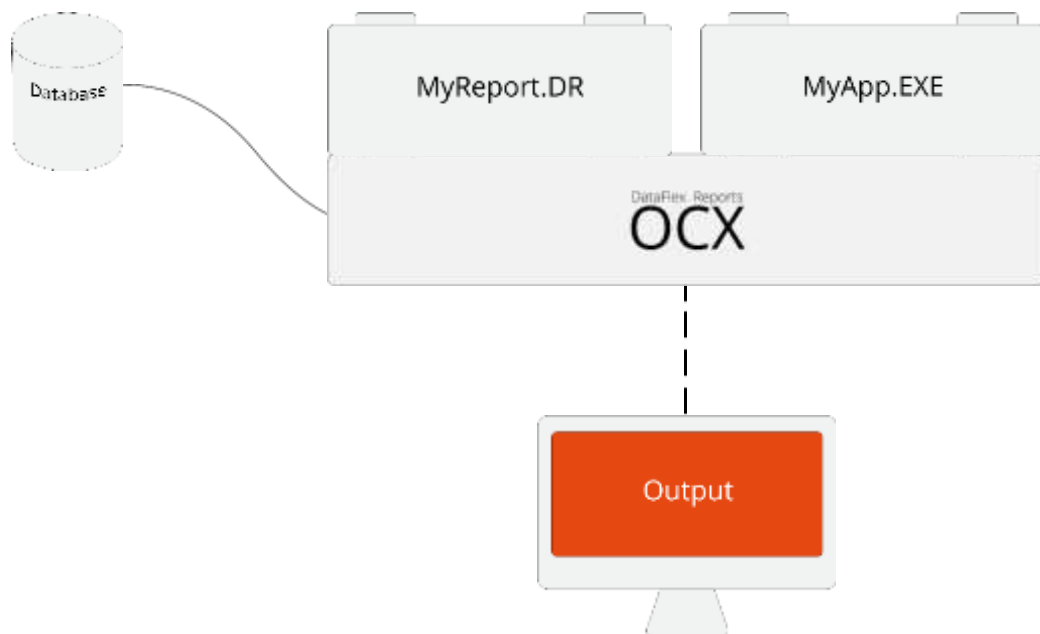 Database
MyReport.DR
MyApp.EXE
DataFlex Reports
OCX
Output